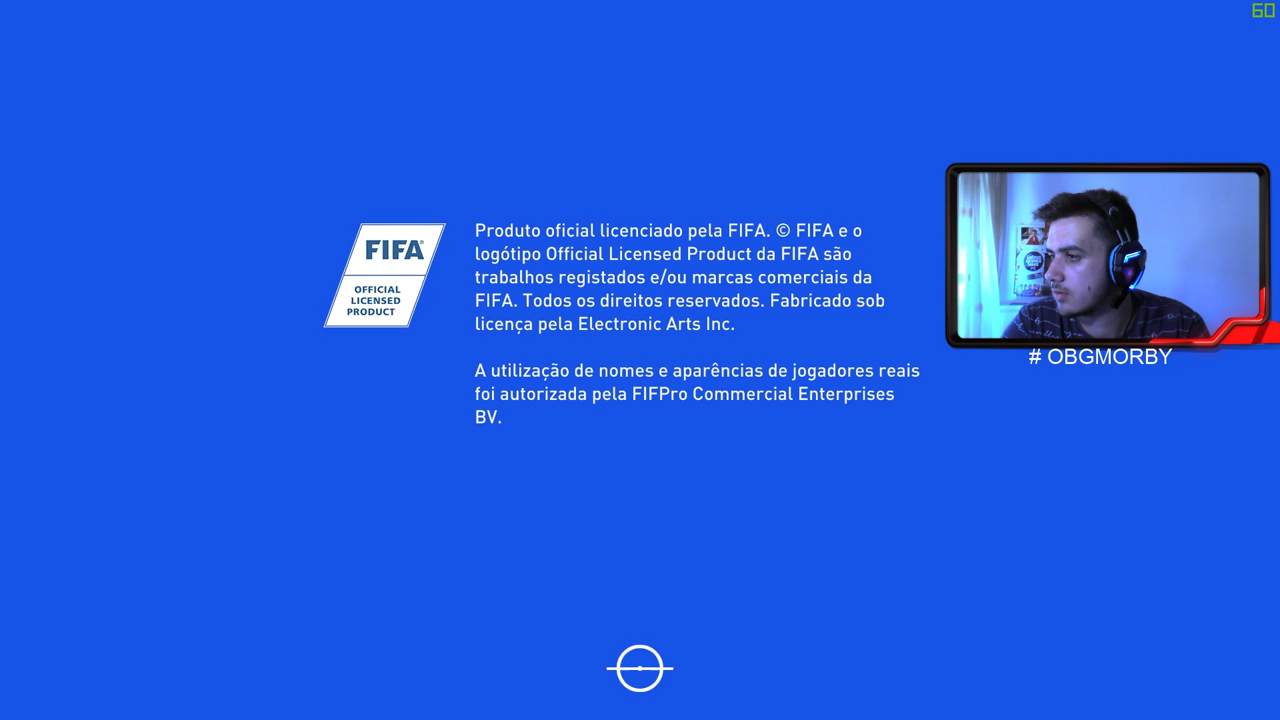 60
FIFA®
OFFICIAL
LICENSED
PRODUCT
Produto oficial licenciado pela FIFA. © FIFA e o
logótipo Official Licensed Product da FIFA são
trabalhos registados e/ou marcas comerciais da
FIFA. Todos os direitos reservados. Fabricado sob
licença pela Electronic Arts Inc.
A utilização de nomes e aparências de jogadores reais
foi autorizada pela FIFPro Commercial Enterprises
BV.
# OBGMORBY